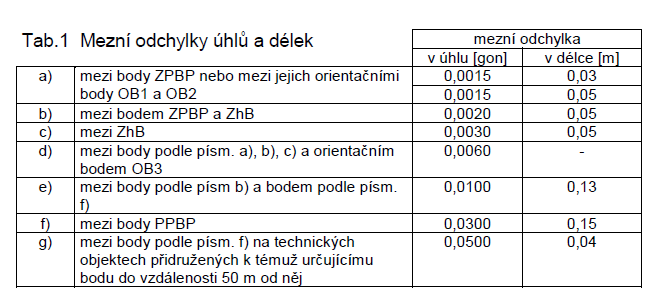 Tab.1 Mezní odchylky úhlů a délek
mezní odchylka
v úhlu [gon] v délce [m]
a) mezi body ZPBP nebo mezi jejich orientačními 0,0015 0,03
body OB1 a OB2 0,0015 0,05
b) mezi bodem ZPBP a ZhB 0,0020 0,05
c) mezi ZhB 0,0030 0,05
d) mezi body podle písm. a), b), c) a orientačním 0,0060 -
bodem OB3
e) mezi body podle písm b) a bodem podle písm. 0,0100 0,13
f)
f) mezi body PPBP 0,0300 0,15
g) mezi body podle písm. f) na technických 0,0500 0,04
objektech přidružených k témuž určujícímu
bodu do vzdálenosti 50 m od něj